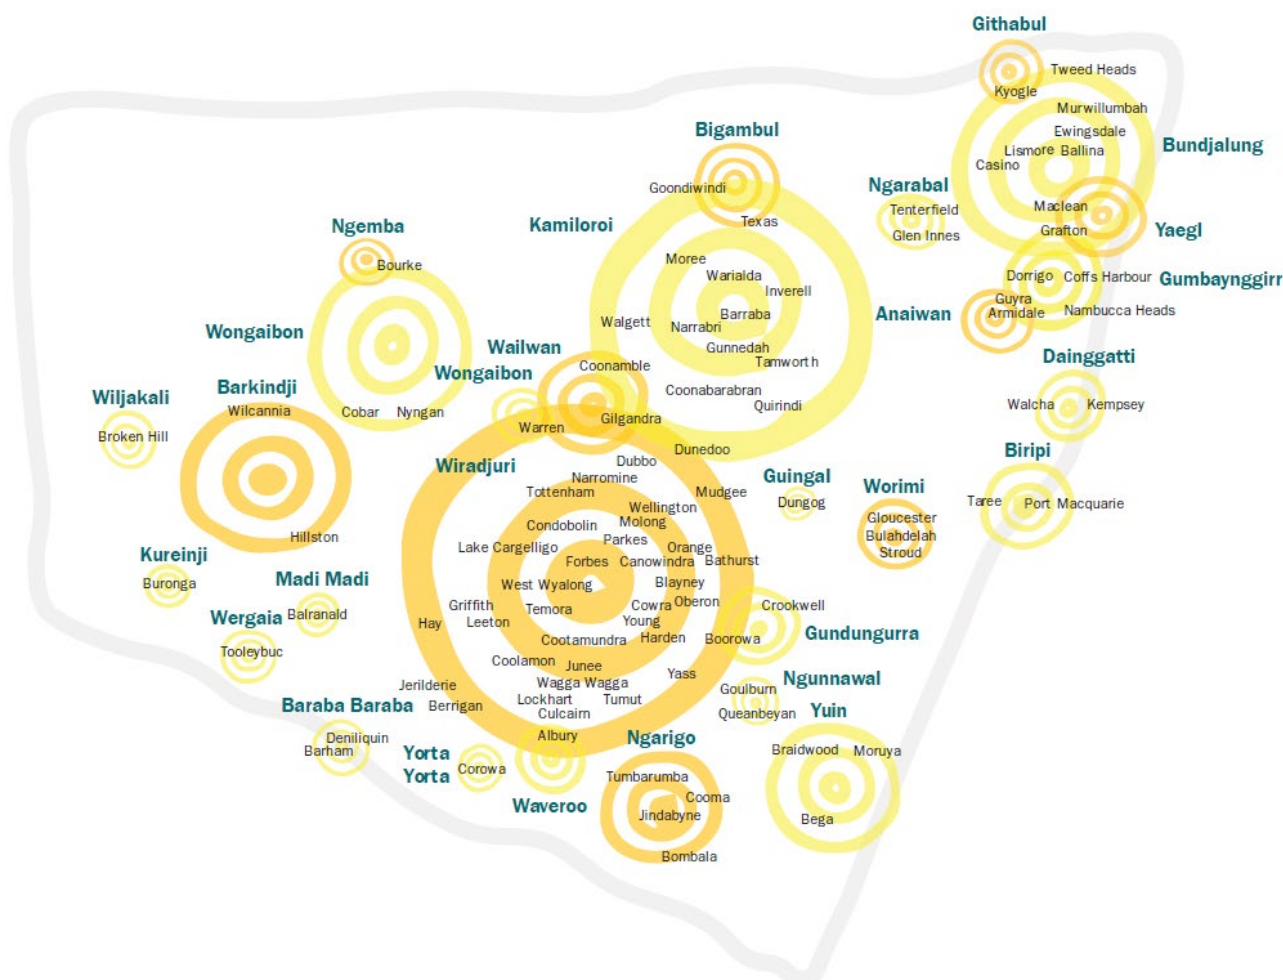 Githabul
Tweed Heads
Kyogle
Murwillumbah
Ewingsdale
Lismore Ballina
Casino
Bundjalung
Bigambul
Goondiwindi
Texas
Ngarabal
Tenterfield
Glen Innes
Maclean
Grafton
Yaegl
Ngemba
Bourke
Kamiloroi
Moree
Warialda
Inverell
Barraba
Walgett
Narrabri
Gunnedah
Tamworth
Coonabarabran
Quirindi
Dorrigo
Coffs Harbour
Gumbaynggirr
Nambucca Heads
Anaiwan
Guyra
Armidale
Wongaibon
Cobar
Nyngan
Wailwan
Coonamble
Wongaibon
Warren
Gilgandra
Dunedoo
Dainggatti
Walcha
Kempsey
Wiljakali
Broken Hill
Barkindji
Wilcannia
Hillston
Wiradjuri
Dubbo
Narromine
Tottenham
Mudgee
Wellington
Condobolin
Molong
Parkes
Lake Cargelligo
Orange
Forbes
Canowindra
Bathurst
West Wyalong
Blayney
Griffith
Temora
Cowra
Oberon
Hay
Leeton
Young
Cootamundra
Harden
Boorowa
Coolamon
Junee
Yass
Wagga Wagga
Jerilderie
Lockhart
Tumut
Berrigan
Culcairn
Albury
Guingal
Dungog
Worimi
Gloucester
Bulahdelah
Stroud
Biripi
Taree
Port Macquarie
Kureinji
Buronga
Madi Madi
Balranald
Wergaia
Tooleybuc
Crookwell
Gundungurra
Ngunnawal
Goulburn
Queanbeyan
Baraba Baraba
Deniliquin
Barham
Yorta
Yorta
Corowa
Waveroo
Ngarigo
Tumbarumba
Cooma
Jindabyne
Bombala
Yuin
Braidwood
Moruya
Bega